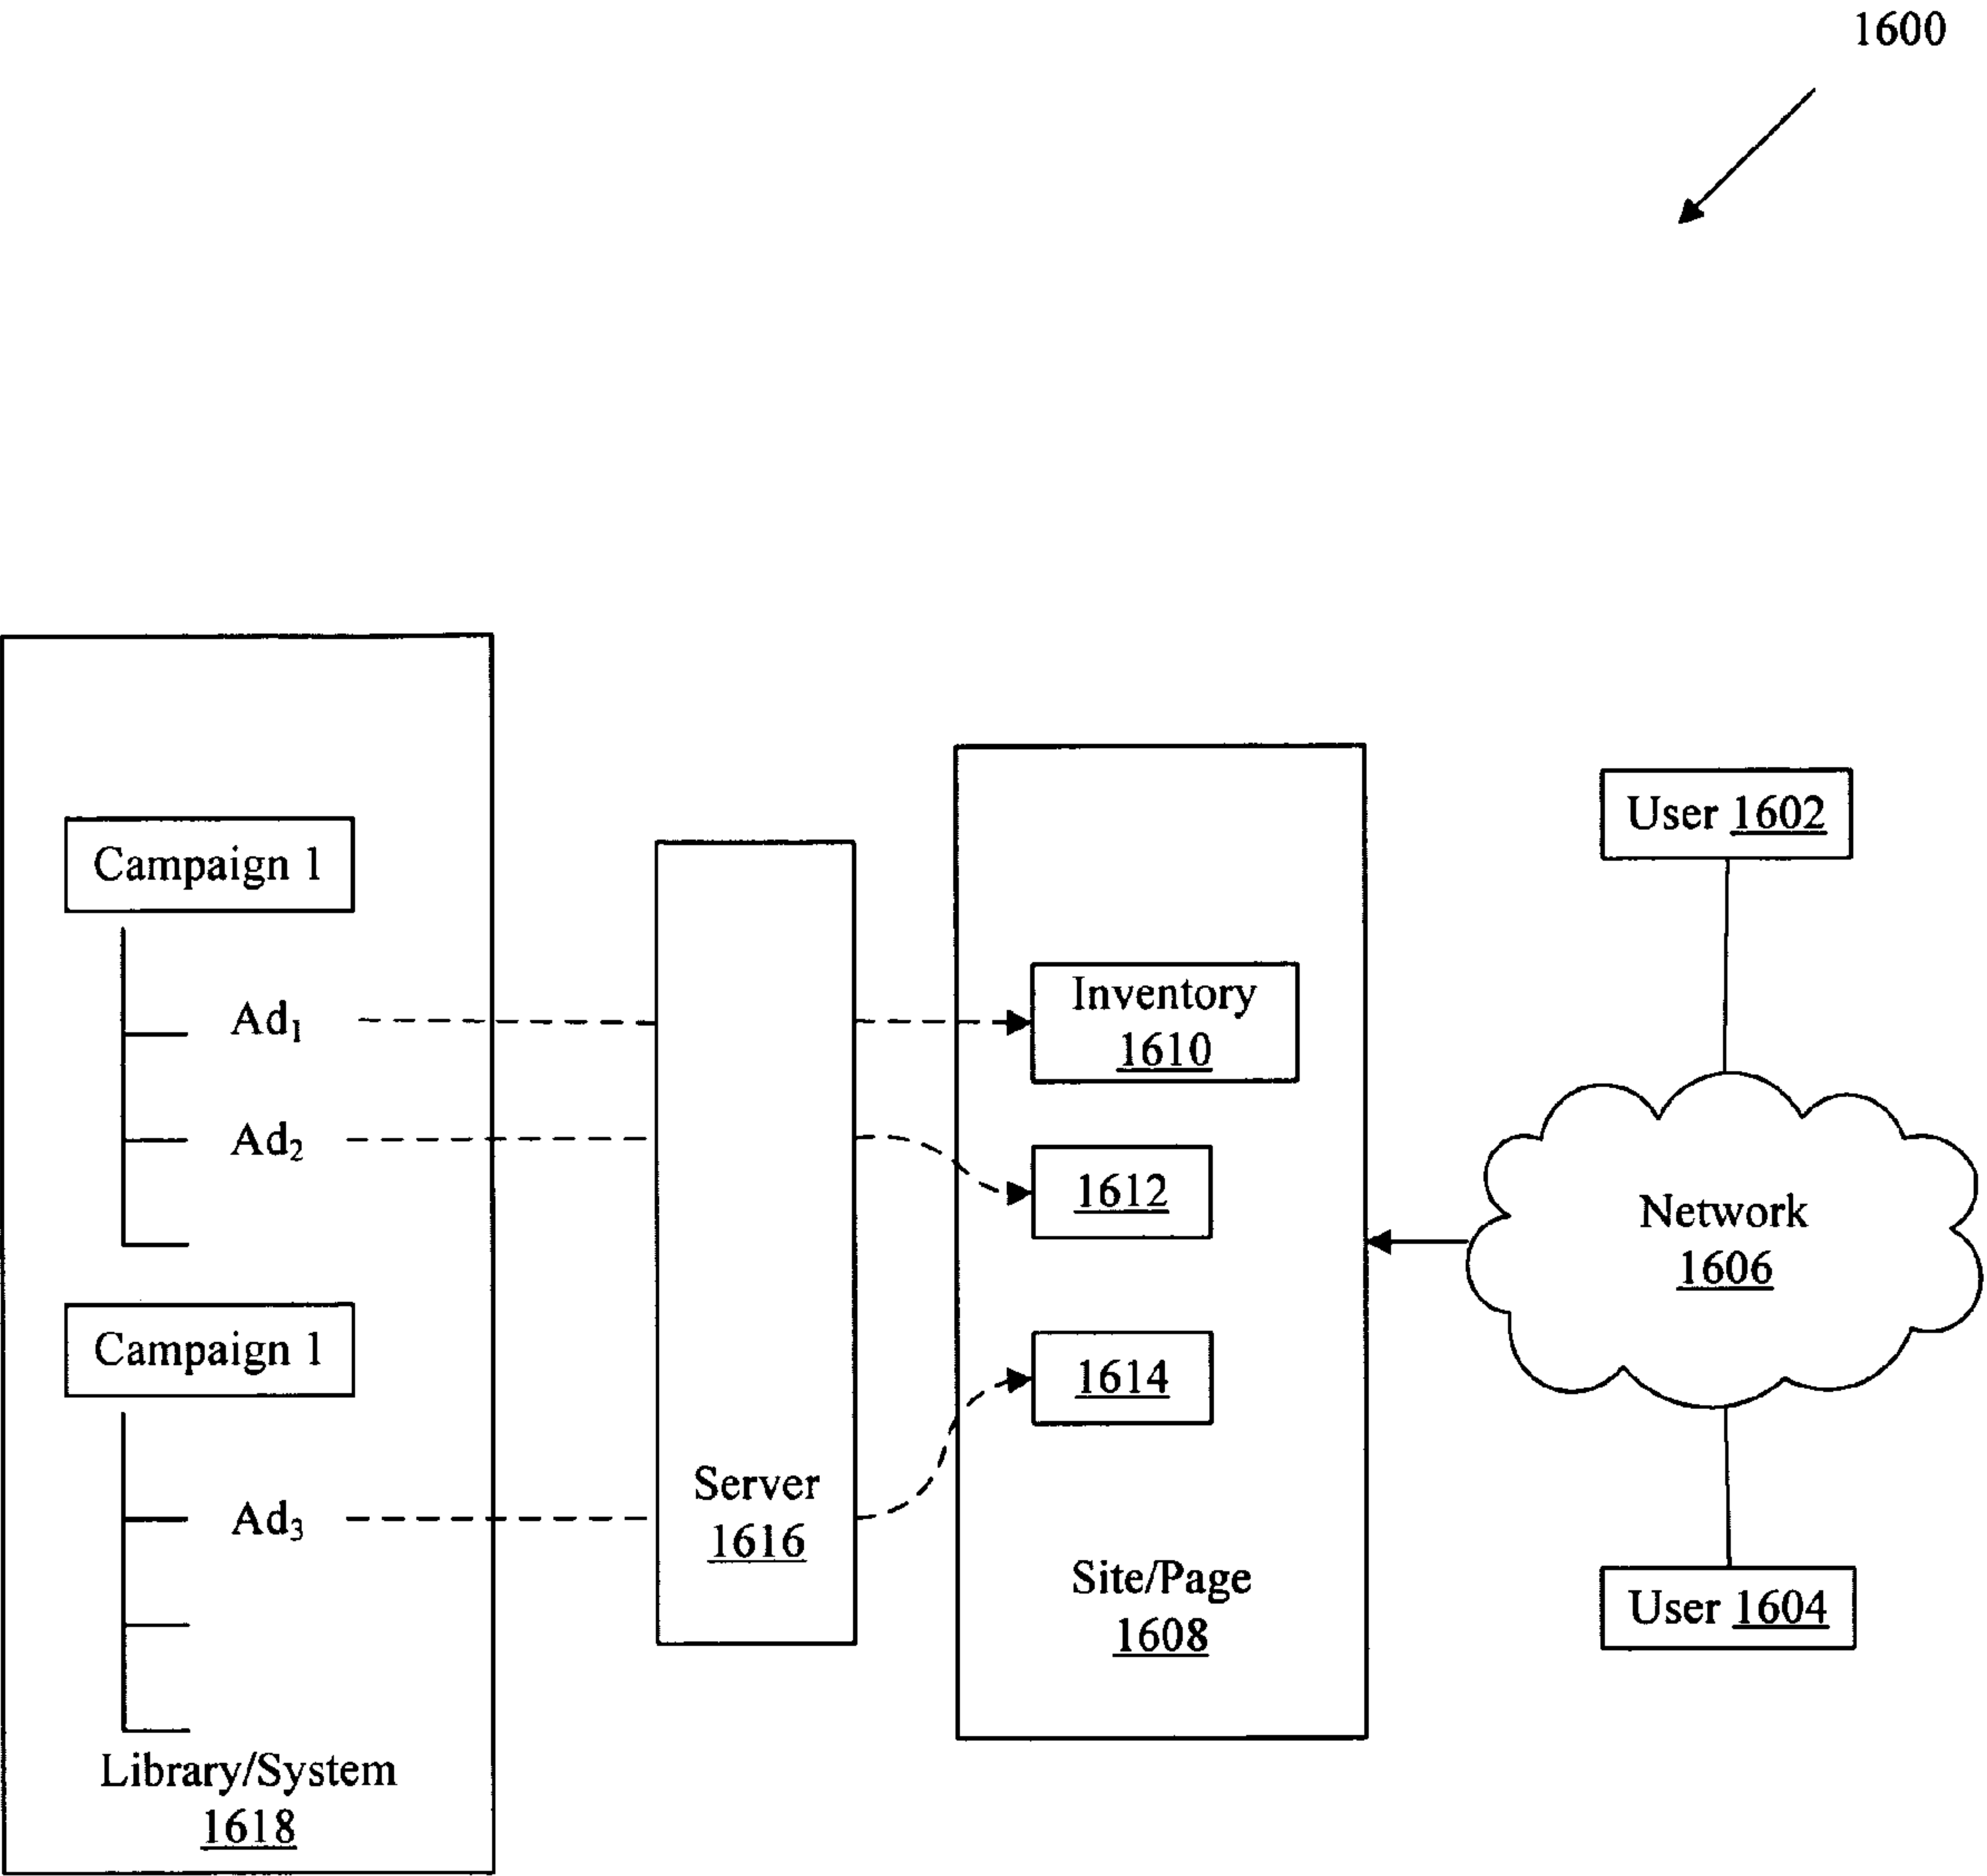 1600
Campaign 1
Ad1
Ad2
Campaign 1
Ad3
Library/System
1618
Server
1616
Inventory
1610
1612
1614
Site/Page
1608
User 1602
Network
1606
User 1604